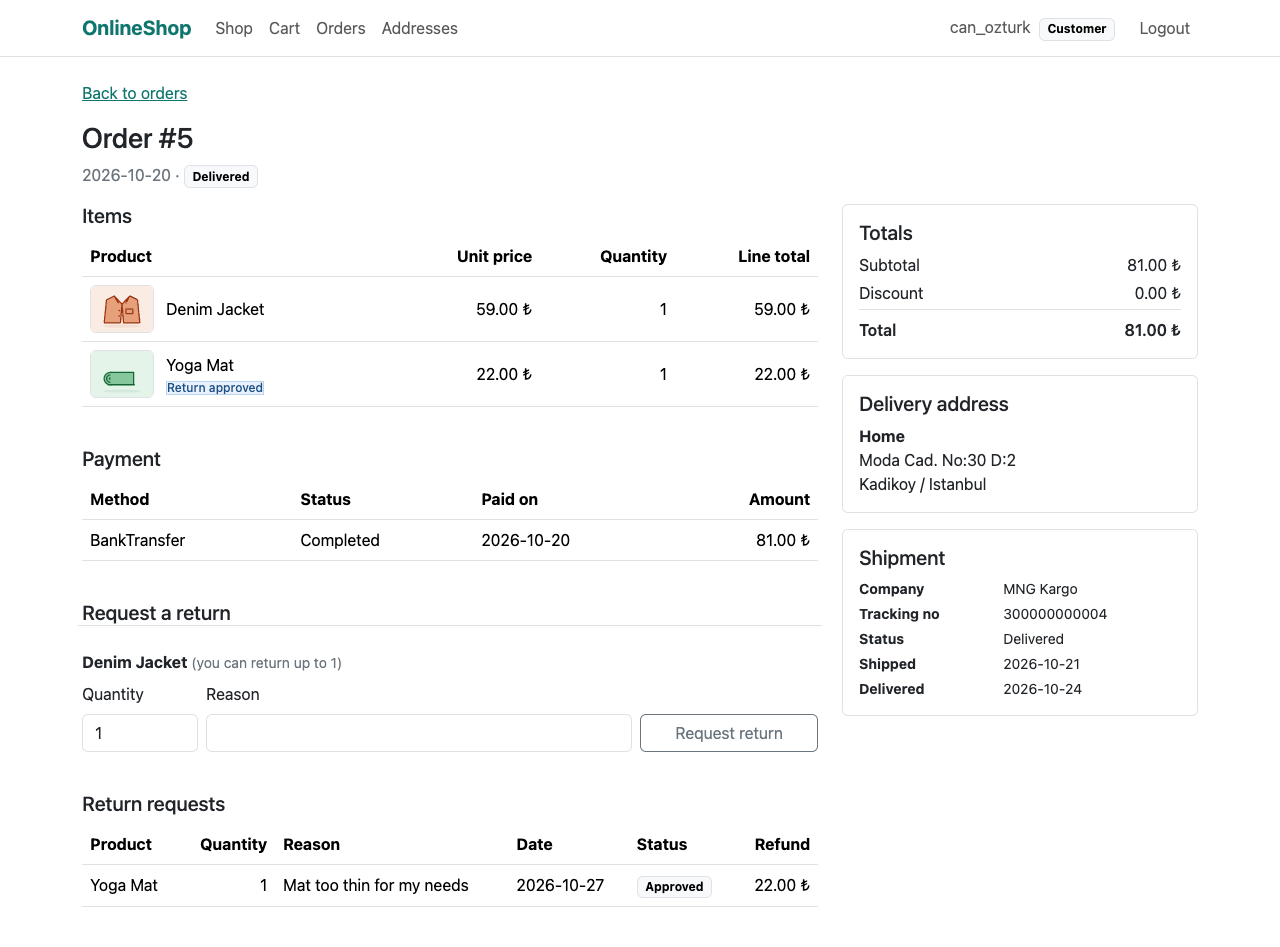 OnlineShop Shop Cart Orders Addresses can_ozturk Customer Logout
Back to orders
Order #5
2026-10-20 · Delivered
Items
Product Unit price Quantity Line total
Denim Jacket 59.00 ₺ 1 59.00 ₺
Yoga Mat
Return approved
22.00 ₺ 1 22.00 ₺
Payment
Method Status Paid on Amount
BankTransfer Completed 2026-10-20 81.00 ₺
Request a return
Denim Jacket (you can return up to 1)
Quantity Reason
1 Request return
Return requests
Product Quantity Reason Date Status Refund
Yoga Mat 1 Mat too thin for my needs 2026-10-27 Approved 22.00 ₺
Totals
Subtotal 81.00 ₺
Discount 0.00 ₺
Total 81.00 ₺
Delivery address
Home
Moda Cad. No:30 D:2
Kadikoy / Istanbul
Shipment
Company MNG Kargo
Tracking no 300000000004
Status Delivered
Shipped 2026-10-21
Delivered 2026-10-24